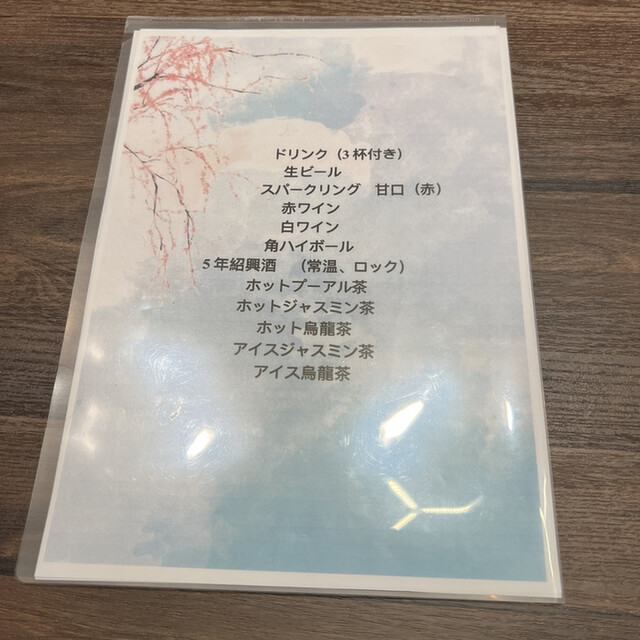 ドリンク（3杯付き）
生ビール
スパークリング　甘口（赤）
赤ワイン
白ワイン
角ハイボール
5年紹興酒　（常温、ロック）
ホットプーアル茶
ホットジャスミン茶
ホット烏龍茶
アイスジャスミン茶
アイス烏龍茶